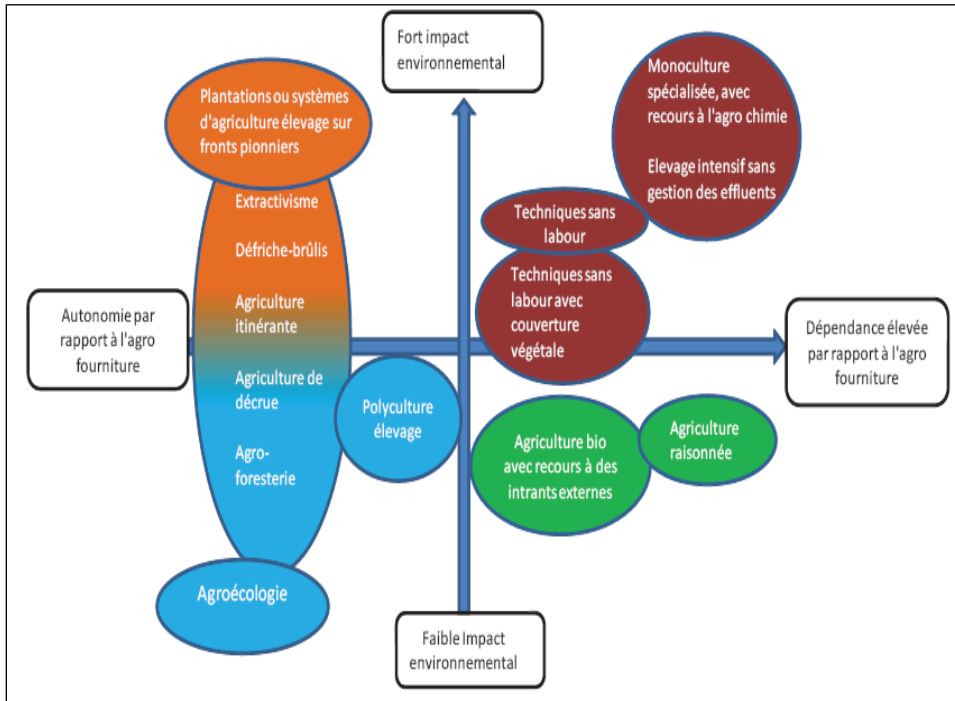 Fort impact
environnemental
Plantations ou systèmes
d'agriculture élevage sur
fronts pionniers
Extractivisme
Défriche-brûlis
Agriculture
itinérante
Agriculture de
décrue
Agro-
foresterie
Agroécologie
Autonomie par
rapport à l'agro
fourniture
Polyculture
élevage
Monoculture
spécialisée, avec
recours à l'agro chimie
Elevage intensif sans
gestion des effluents
Techniques sans
labour
Techniques sans
labour avec
couverture
végétale
Dépendance élevée
par rapport à l'agro
fourniture
Agriculture bio
avec recours à des
intrants externes
Agriculture
raisonnée
Faible Impact
environnemental